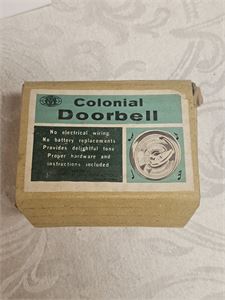 Colonial
Doorbell
No electrical wiring
No battery replacements
Provides delightful tone
Proper hardware and
instructions included